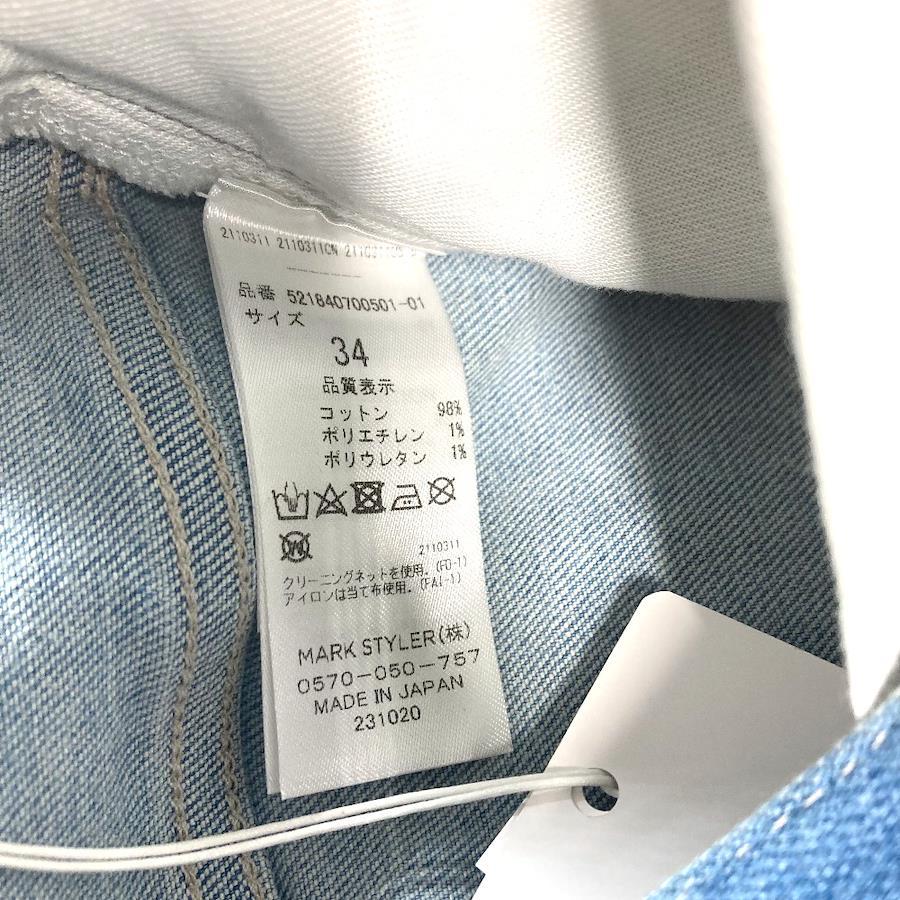 2110311 2110311CN
品番 521840700501-01
サイズ
34
品質表示
コットン 98%
ポリエチレン 1%
ポリウレタン 1%
W
2110311
クリーニングネットを使用.(FD-1)
アイロンは当て布使用.(FAI-1)
MARK STYLER(株)
0570-050-757
MADE IN JAPAN
231020